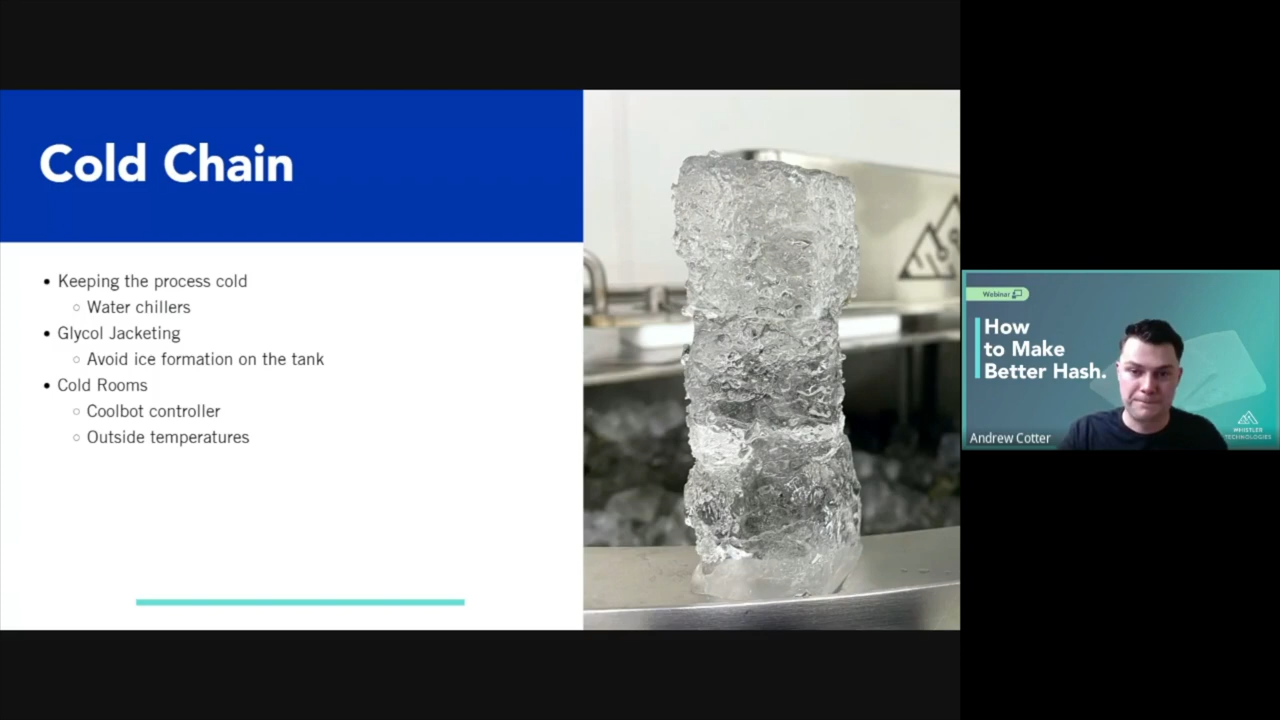 Cold Chain
Keeping the process cold
Water chillers
Glycol Jacketing
Avoid ice formation on the tank
Cold Rooms
Coolbot controller
Outside temperatures
Webinar
How
to Make
Better Hash.
Andrew Cotter
WHISTLER
TECHNOLOGIES